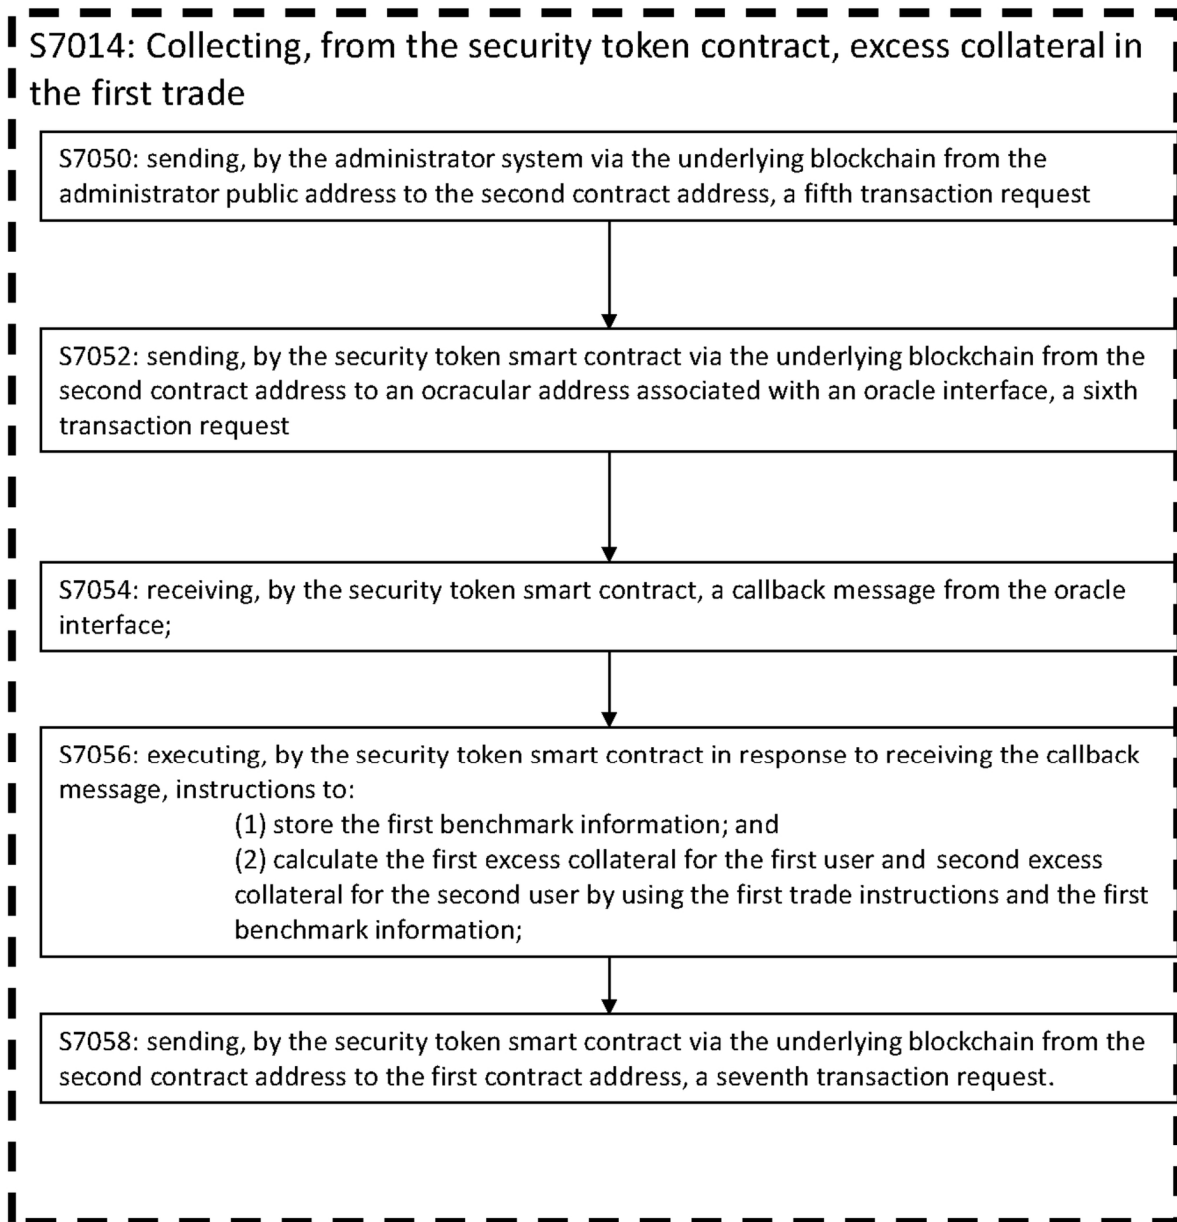 S7014: Collecting, from the security token contract, excess collateral in
the first trade
S7050: sending, by the administrator system via the underlying blockchain from the
administrator public address to the second contract address, a fifth transaction request
S7052: sending, by the security token smart contract via the underlying blockchain from the
second contract address to an ocracular address associated with an oracle interface, a sixth
transaction request
S7054: receiving, by the security token smart contract, a callback message from the oracle
interface;
S7056: executing, by the security token smart contract in response to receiving the callback
message, instructions to:
(1) store the first benchmark information; and
(2) calculate the first excess collateral for the first user and second excess
collateral for the second user by using the first trade instructions and the first
benchmark information;
S7058: sending, by the security token smart contract via the underlying blockchain from the
second contract address to the first contract address, a seventh transaction request.